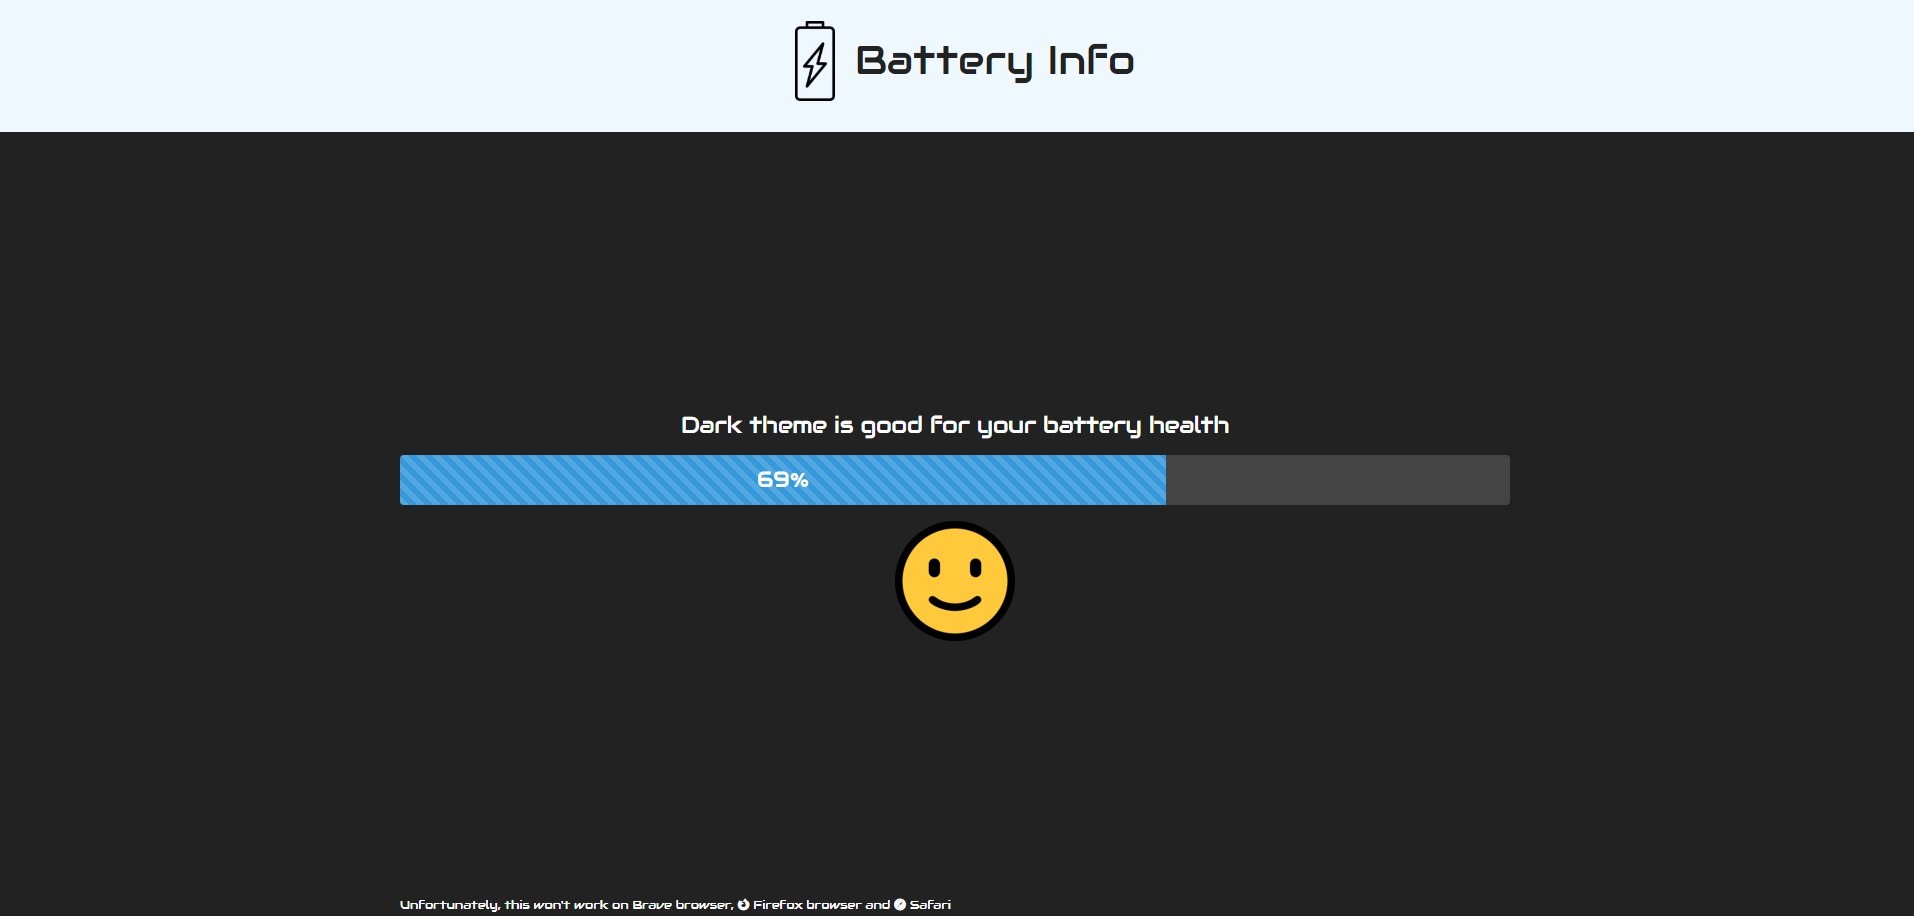 Battery Info
Dark theme is good for your battery health
69%
Unfortunately, this won't work on Brave browser, Firefox browser and Safari